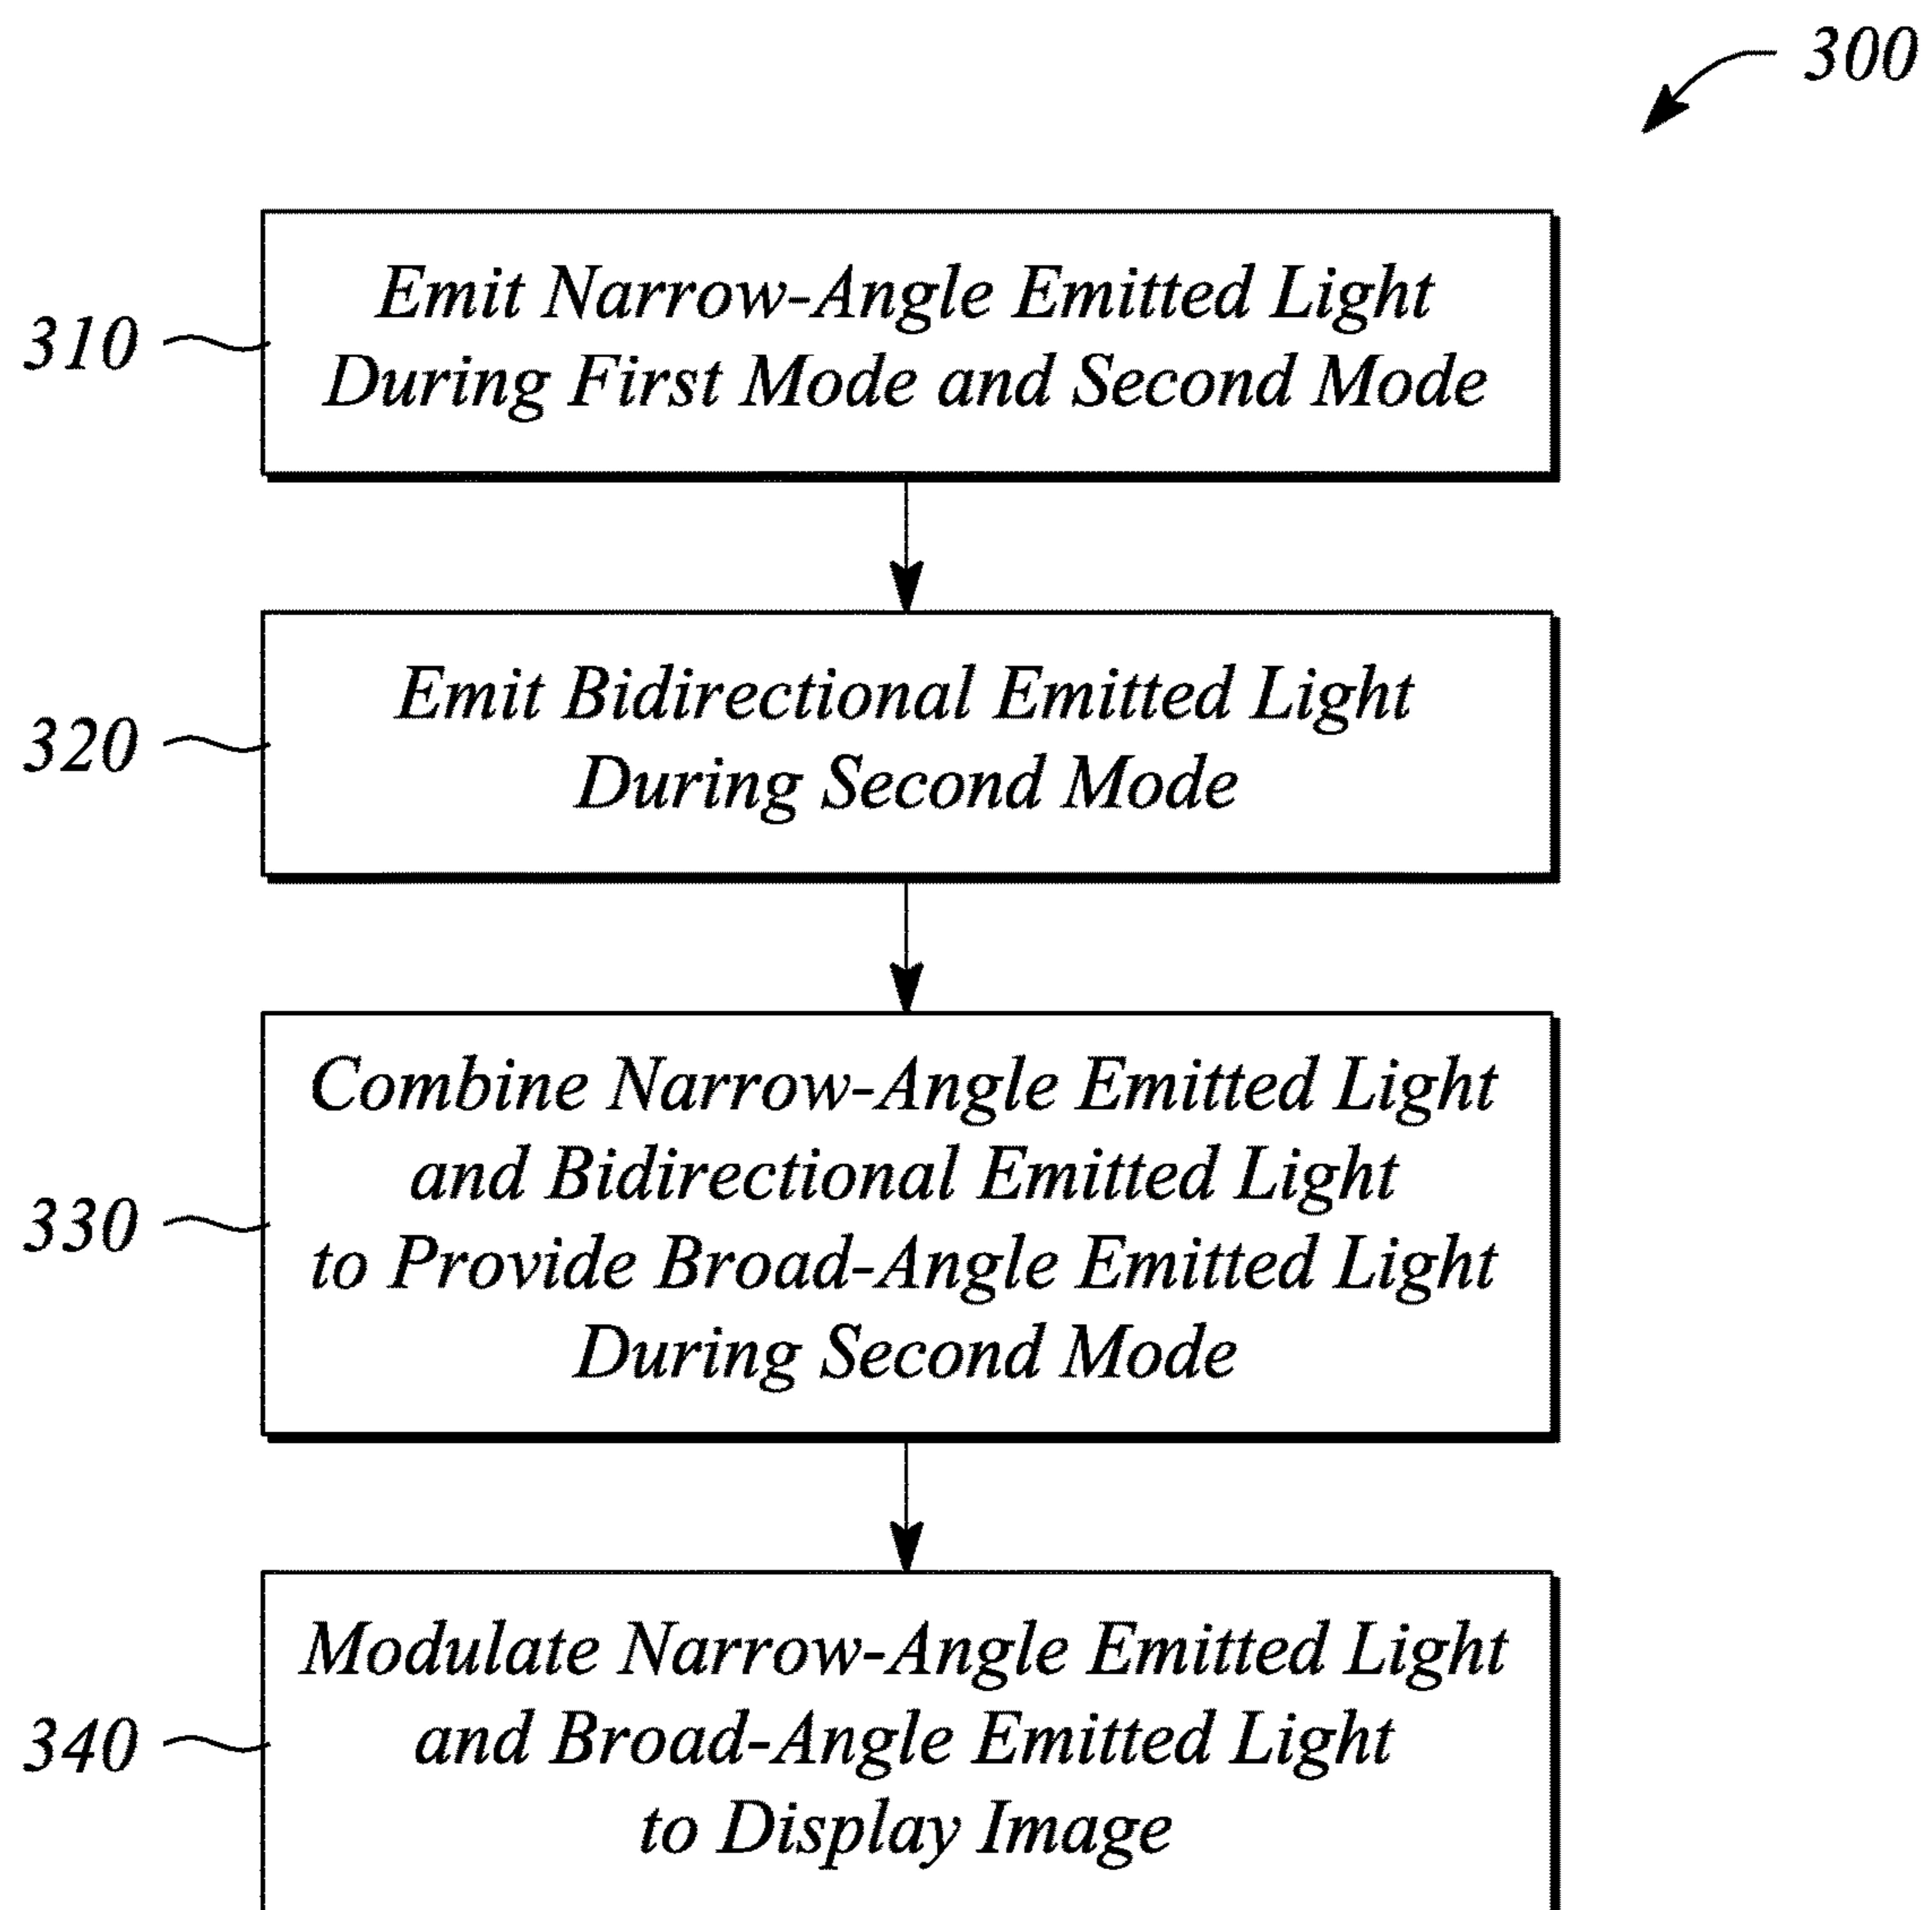 300
310
Emit Narrow-Angle Emitted Light
During First Mode and Second Mode
320
Emit Bidirectional Emitted Light
During Second Mode
330
Combine Narrow-Angle Emitted Light
and Bidirectional Emitted Light
to Provide Broad-Angle Emitted Light
During Second Mode
340
Modulate Narrow-Angle Emitted Light
and Broad-Angle Emitted Light
to Display Image